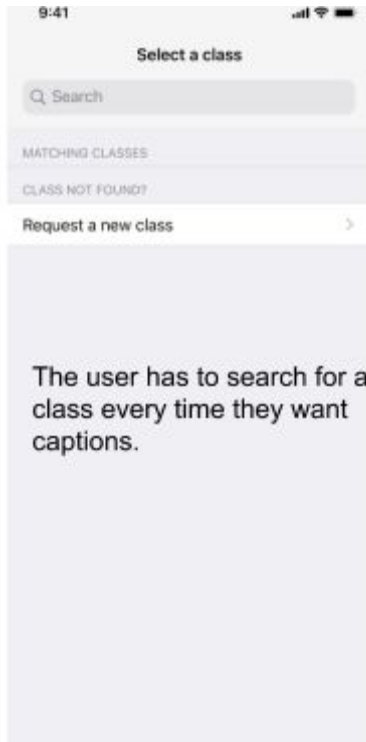 9:41
Select a class
Search
MATCHING CLASSES
CLASS NOT FOUND?
Request a new class
The user has to search for a
class every time they want
captions.